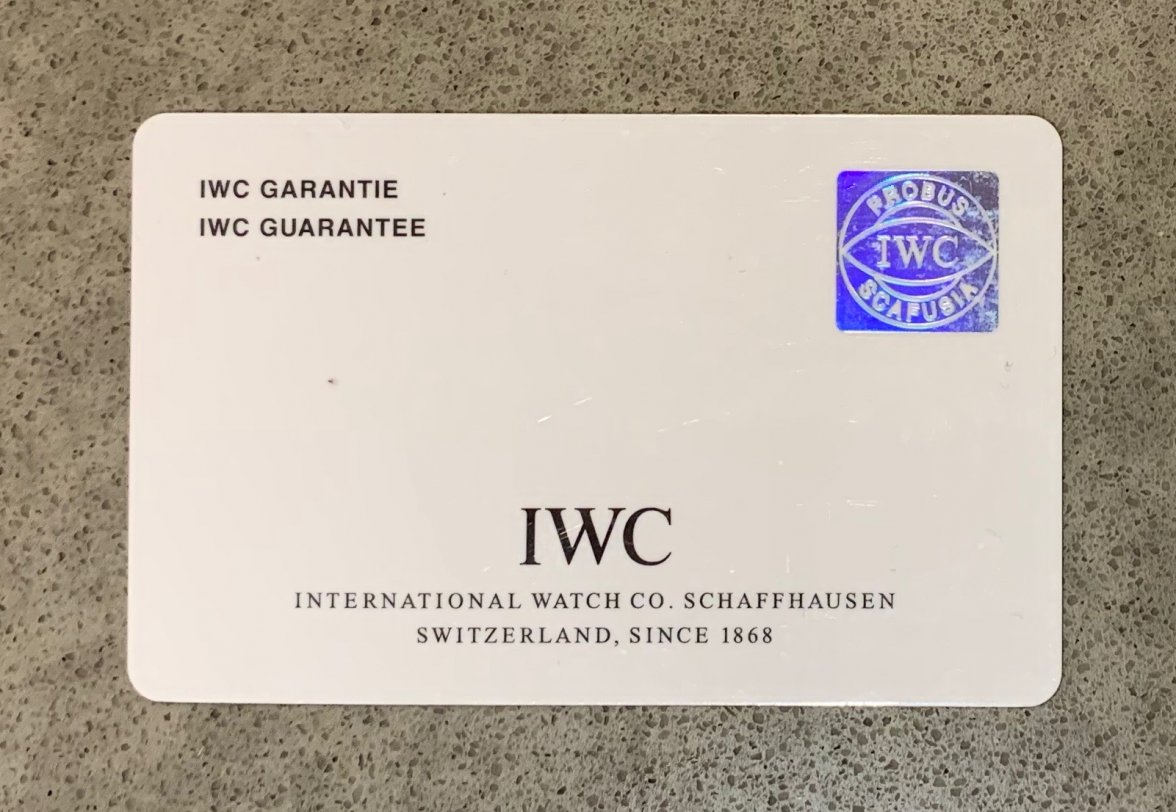 IWC GARANTIE
IWC GUARANTEE
PROBUS
IWC
SCAFUSIA
IWC
INTERNATIONAL WATCH CO. SCHAFFHAUSEN
SWITZERLAND, SINCE 1868